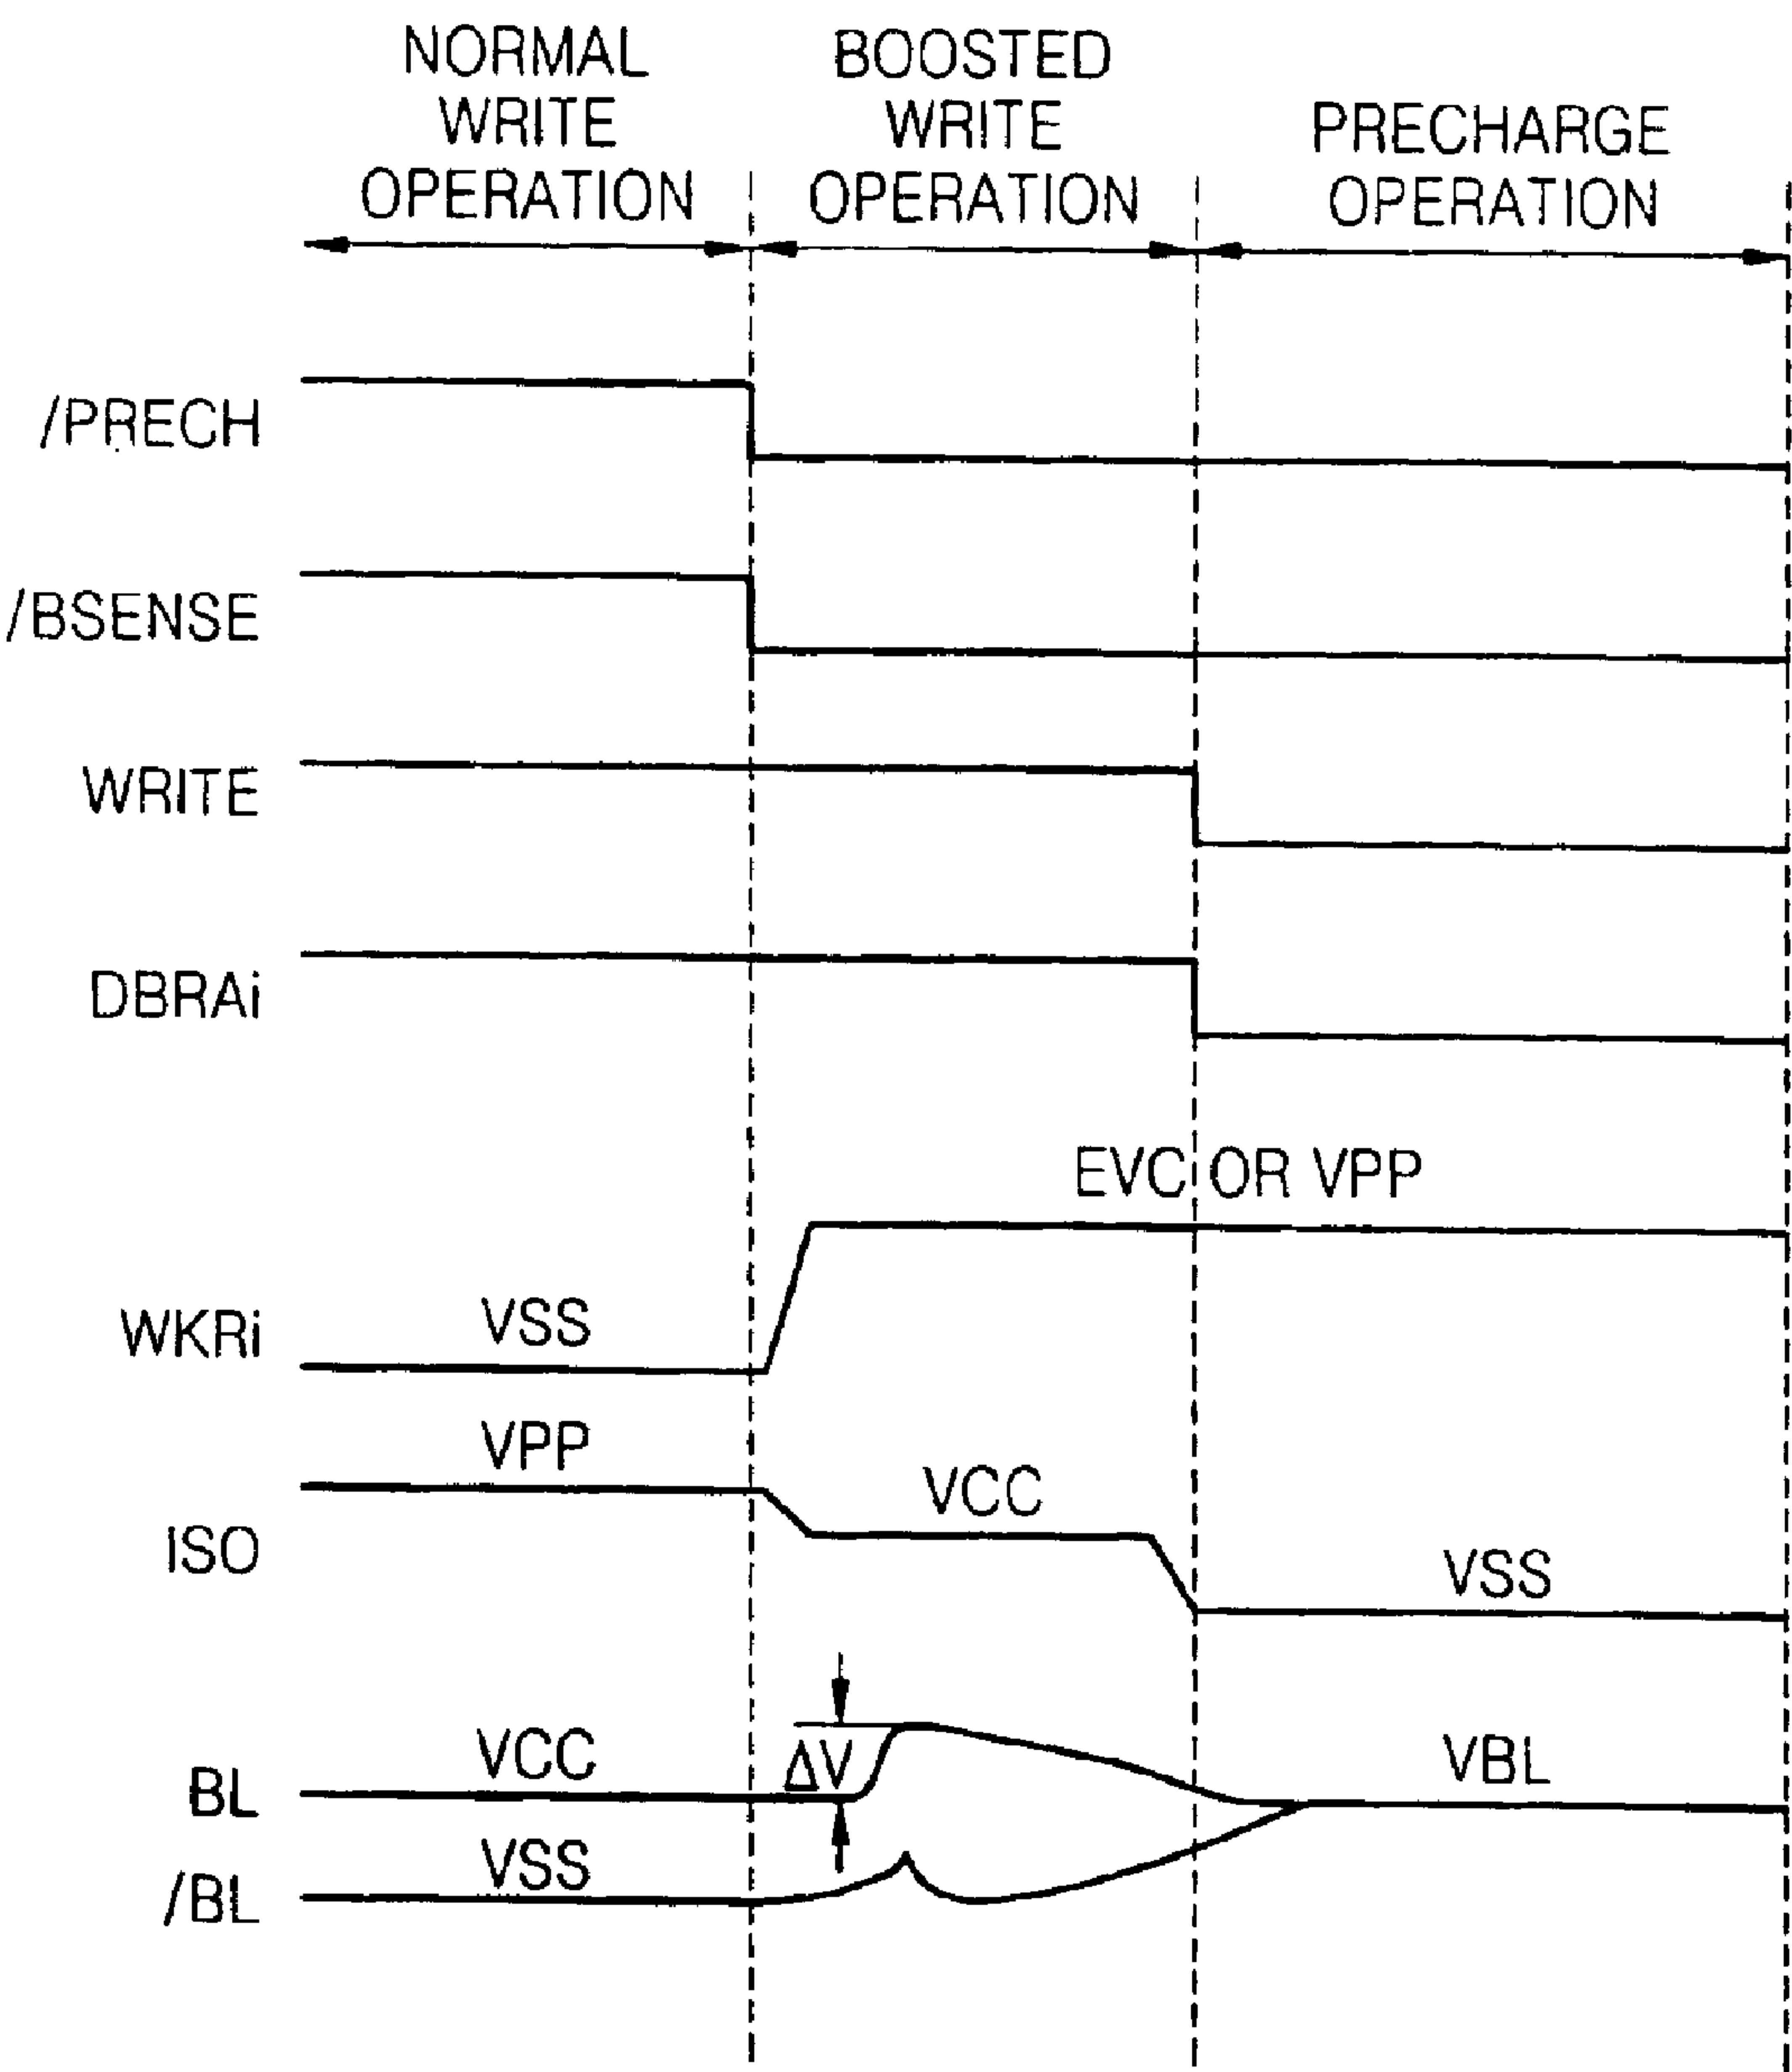 NORMAL
WRITE
OPERATION
BOOSTED
WRITE
OPERATION
PRECHARGE
OPERATION
/PRECH
/BSENSE
WRITE
DBRAi
EVC OR VPP
WKRi
VSS
VPP
VCC
ISO
VSS
VCC
ΔV
VBL
BL
VSS
/BL